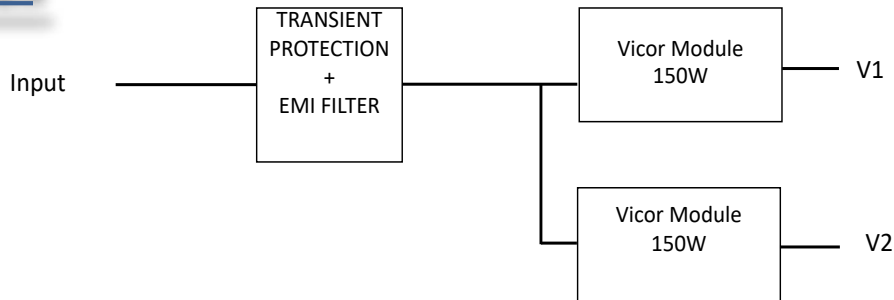 Input
TRANSIENT
PROTECTION
+
EMI FILTER
Vicor Module
150W
V1
Vicor Module
150W
V2